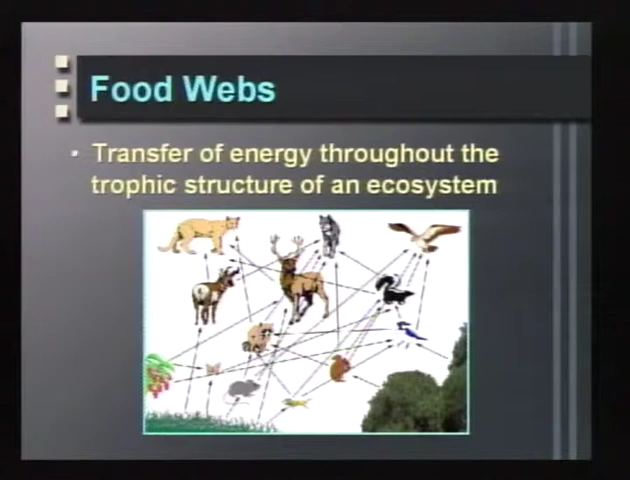 Food Webs
• Transfer of energy throughout the
trophic structure of an ecosystem